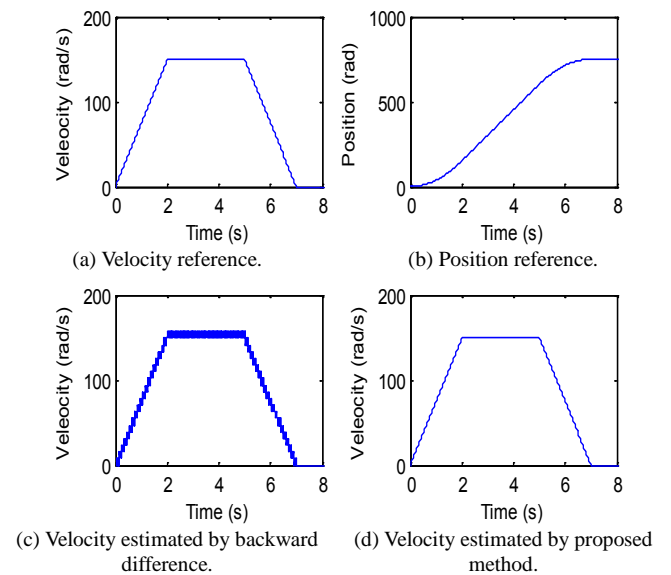 200
100
0
0 2 4 6 8
Veleocity (rad/s)
Time (s)
(a) Velocity reference.
1000
500
0
0 2 4 6 8
Position (rad)
Time (s)
(b) Position reference.
200
100
0
0 2 4 6 8
Veleocity (rad/s)
Time (s)
(c) Velocity estimated by backward
difference.
200
100
0
0 2 4 6 8
Veleocity (rad/s)
Time (s)
(d) Velocity estimated by proposed
method.